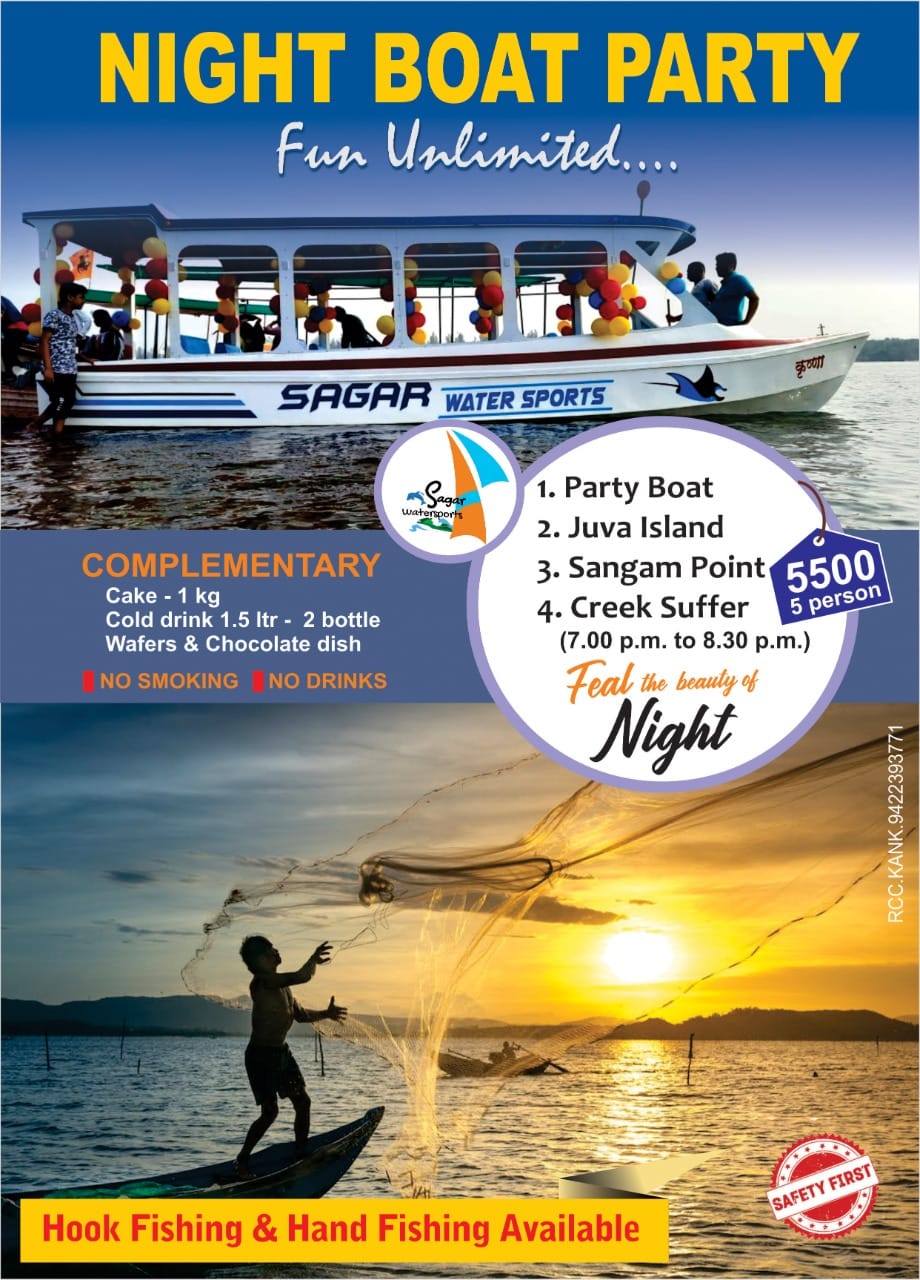 NIGHT BOAT PARTY
Fun Unlimited....
कृष्णा
SAGAR WATER SPORTS
Sagar
watersports
1. Party Boat
2. Juva Island
3. Sangam Point
4. Creek Suffer
(7.00 p.m. to 8.30 p.m.)
5500
5 person
Feal the beauty of
Night
COMPLEMENTARY
Cake - 1 kg
Cold drink 1.5 ltr - 2 bottle
Wafers & Chocolate dish
NO SMOKING NO DRINKS
RCC.KANK.9422393771
SAFETY FIRST
Hook Fishing & Hand Fishing Available